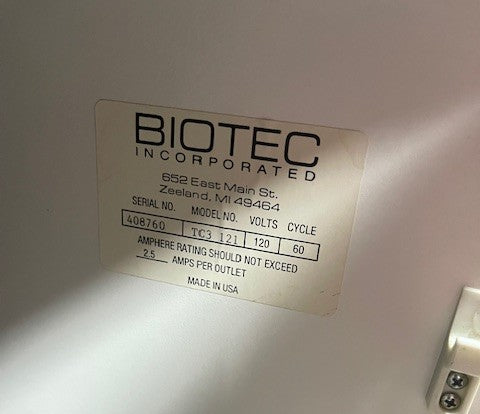 BIOTEC
INCORPORATED
652 East Main St.
Zeeland, MI 49464
SERIAL NO. MODEL NO. VOLTS CYCLE
408760 TC3 121 120 60
AMPHERE RATING SHOULD NOT EXCEED
2.5 AMPS PER OUTLET
MADE IN USA